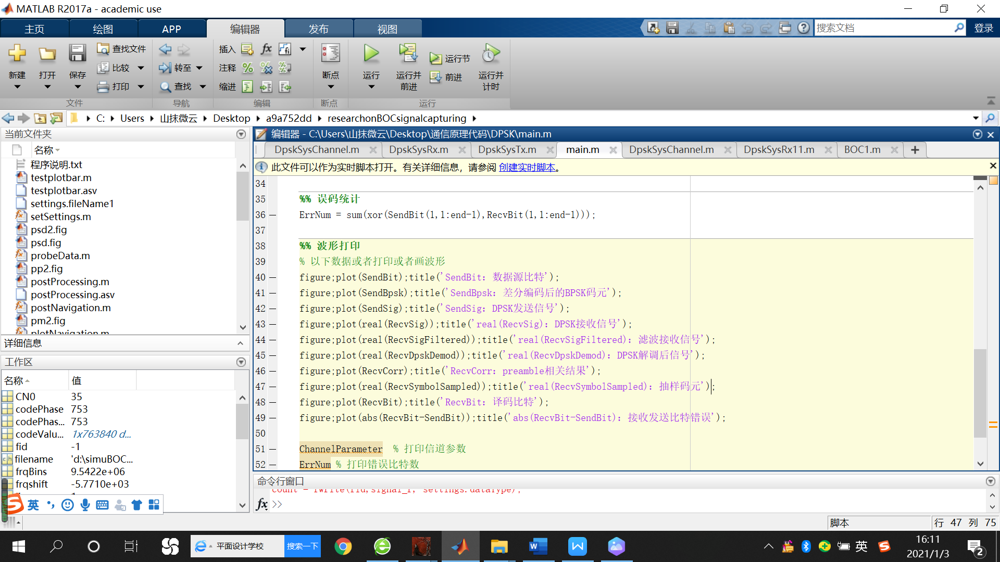 MATLAB R2017a - academic use
主页
绘图
APP
编辑器
发布
视图
搜索文档
登录
新建
打开
保存
查找文件
比较
打印
转至
查找
插入
注释
缩进
断点
运行
运行并
前进
运行节
前进
运行并
计时
文件
导航
编辑
断点
运行
C:
Users
山抹微云
Desktop
a9a752dd
researchonBOCsignalcapturing
当前文件夹
名称
程序说明.txt
testplotbar.m
testplotbar.asv
settings.fileName1
setSettings.m
psd2.fig
psd.fig
probeData.m
pp2.fig
postProcessing.m
postProcessing.asv
postNavigation.m
pm2.fig
plotNavigation.m
详细信息
工作区
名称 值
CN0 35
codePhase 753
codePhas... 753
codeValu... 1x763840 d...
fid -1
filename 'd:\simuBOC...
frqBins 9.5422e+06
frqshift -5.7710e+03
英
编辑器 - C:\Users\山抹微云\Desktop\通信原理代码\DPSK\main.m
DpskSysChannel.m
DpskSysRx.m
DpskSysTx.m
main.m
DpskSysChannel.m
DpskSysRx11.m
BOC1.m
此文件可以作为实时脚本打开。有关详细信息，请参阅 创建实时脚本。
34
35 %% 误码统计
36 ErrNum = sum(xor(SendBit(1,1:end-1),RecvBit(1,1:end-1)));
37
38 %% 波形打印
39 % 以下数据或者打印或者画波形
40 figure;plot(SendBit);title('SendBit：数据源比特');
41 figure;plot(SendBpsk);title('SendBpsk：差分编码后的BPSK码元');
42 figure;plot(SendSig);title('SendSig：DPSK发送信号');
43 figure;plot(real(RecvSig));title('real(RecvSig)：DPSK接收信号');
44 figure;plot(real(RecvSigFiltered));title('real(RecvSigFiltered)：滤波接收信号');
45 figure;plot(real(RecvDpskDemod));title('real(RecvDpskDemod)：DPSK解调后信号');
46 figure;plot(RecvCorr);title('RecvCorr：preamble相关结果');
47 figure;plot(real(RecvSymbolSampled));title('real(RecvSymbolSampled)：抽样码元');
48 figure;plot(RecvBit);title('RecvBit：译码比特');
49 figure;plot(abs(RecvBit-SendBit));title('abs(RecvBit-SendBit)：接收发送比特错误');
50
51 ChannelParameter % 打印信道参数
52 ErrNum % 打印错误比特数
命令行窗口
count = fwrite(fid,signal_i, settings.dataType);
fx >>
脚本
行 47 列 75
平面设计学校
搜索一下
英
16:11
2021/1/3
2